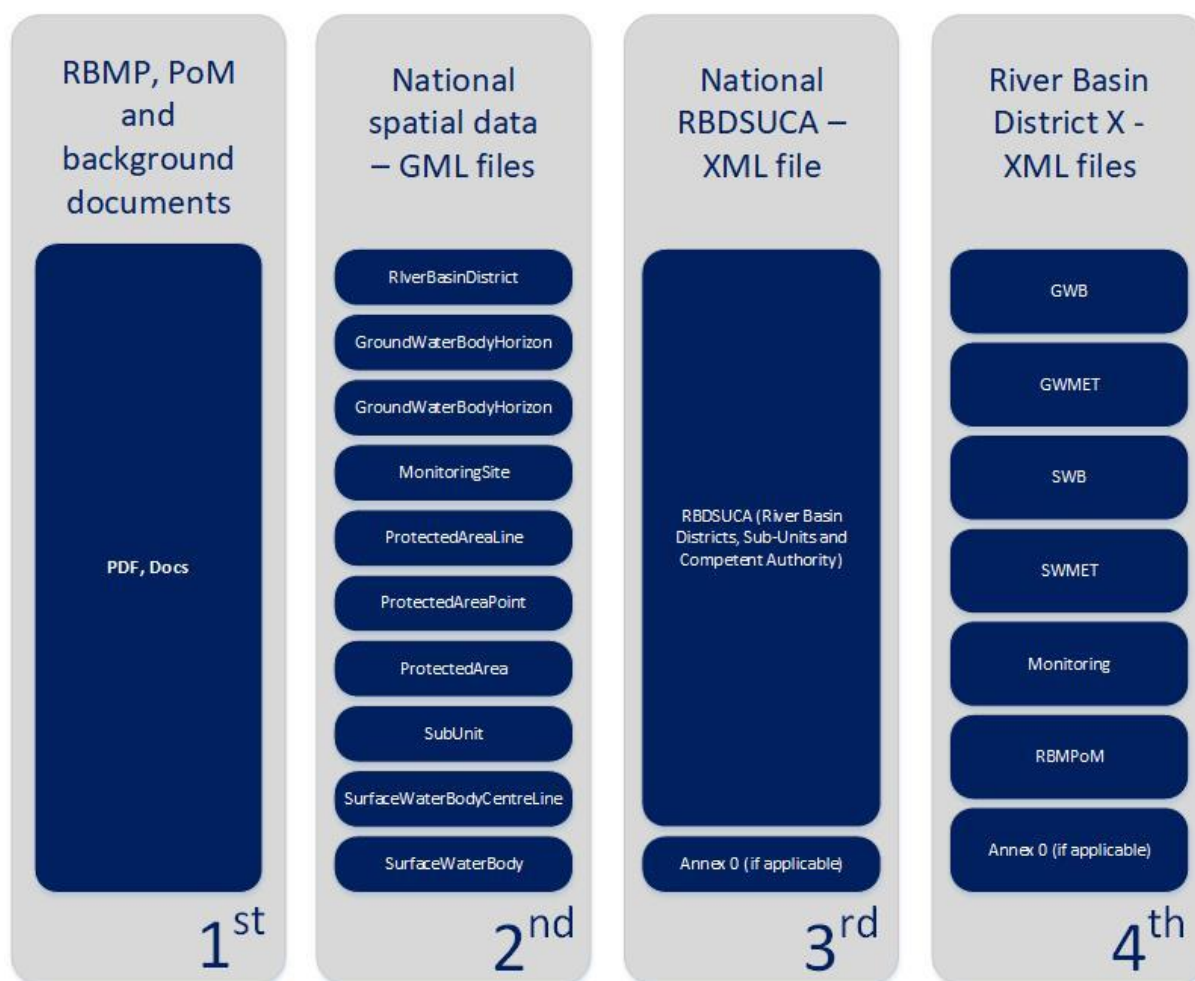 RBMP, PoM
and
background
documents
PDF, Docs
1st
National
spatial data
– GML files
RIverBasinDistrict
GroundWaterBodyHorizon
GroundWaterBodyHorizon
MonitoringSite
ProtectedAreaLine
ProtectedAreaPoint
ProtectedArea
SubUnit
SurfaceWaterBodyCentreLine
SurfaceWaterBody
2nd
National
RBDSUCA –
XML file
RBDSUCA (River Basin
Districts, Sub-Units and
Competent Authority)
Annex 0 (if applicable)
3rd
River Basin
District X -
XML files
GWB
GWMET
SWB
SWMET
Monitoring
RBMPoM
Annex 0 (if applicable)
4th